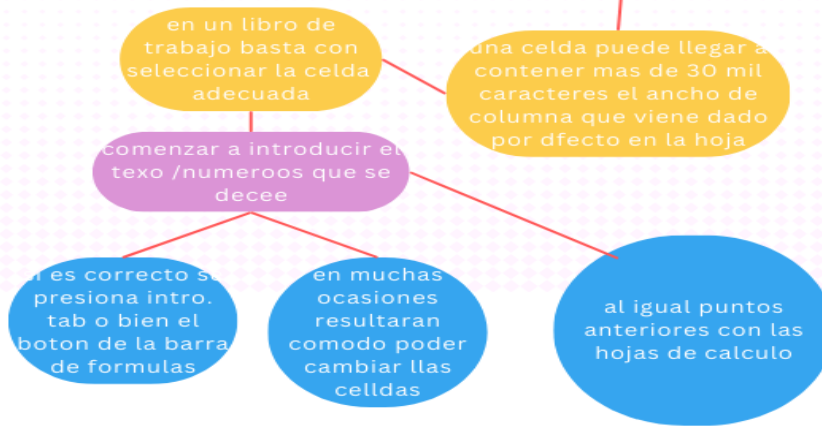 en un libro de
trabajo basta con
seleccionar la celda
adecuada
una celda puede llegar a
contener mas de 30 mil
caracteres el ancho de
columna que viene dado
por dfecto en la hoja
comenzar a introducir el
texo /numeroos que se
decee
si es correcto se
presiona intro.
tab o bien el
boton de la barra
de formulas
en muchas
ocasiones
resultaran
comodo poder
cambiar llas
celldas
al igual puntos
anteriores con las
hojas de calculo